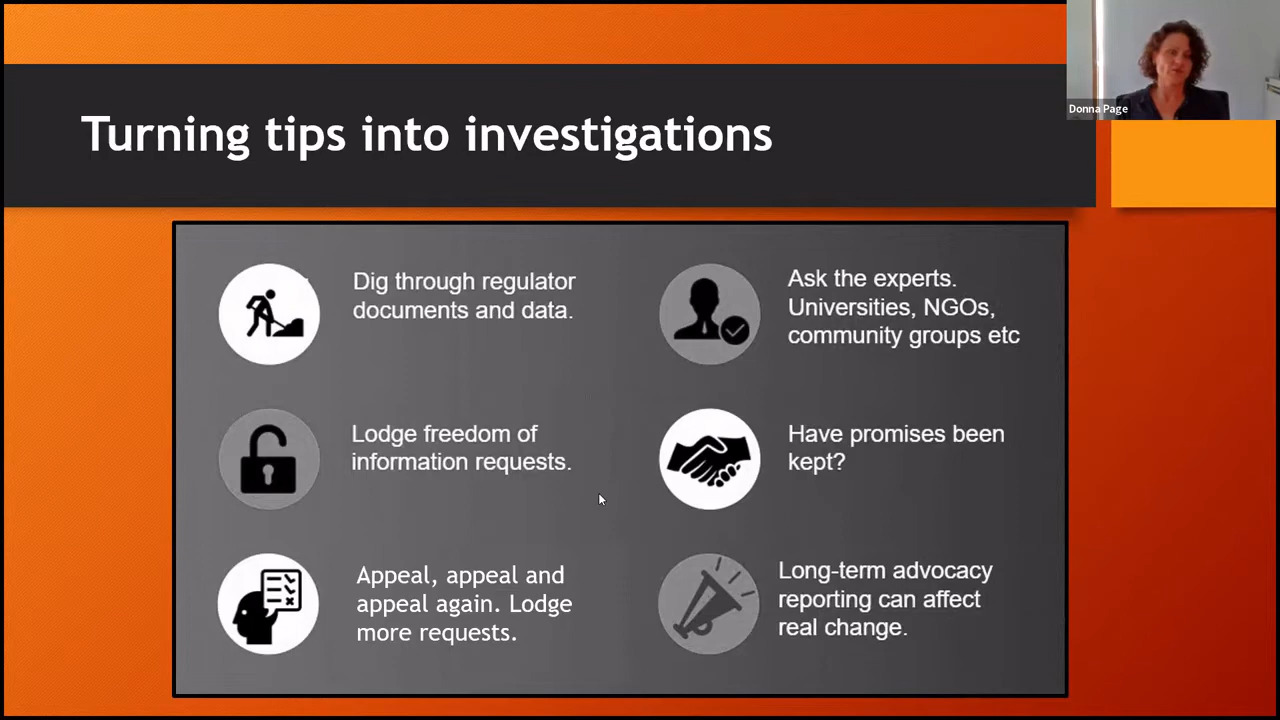 Donna Page
Turning tips into investigations
Dig through regulator
documents and data.
Ask the experts.
Universities, NGOs,
community groups etc
Lodge freedom of
information requests.
Have promises been
kept?
Appeal, appeal and
appeal again. Lodge
more requests.
Long-term advocacy
reporting can affect
real change.